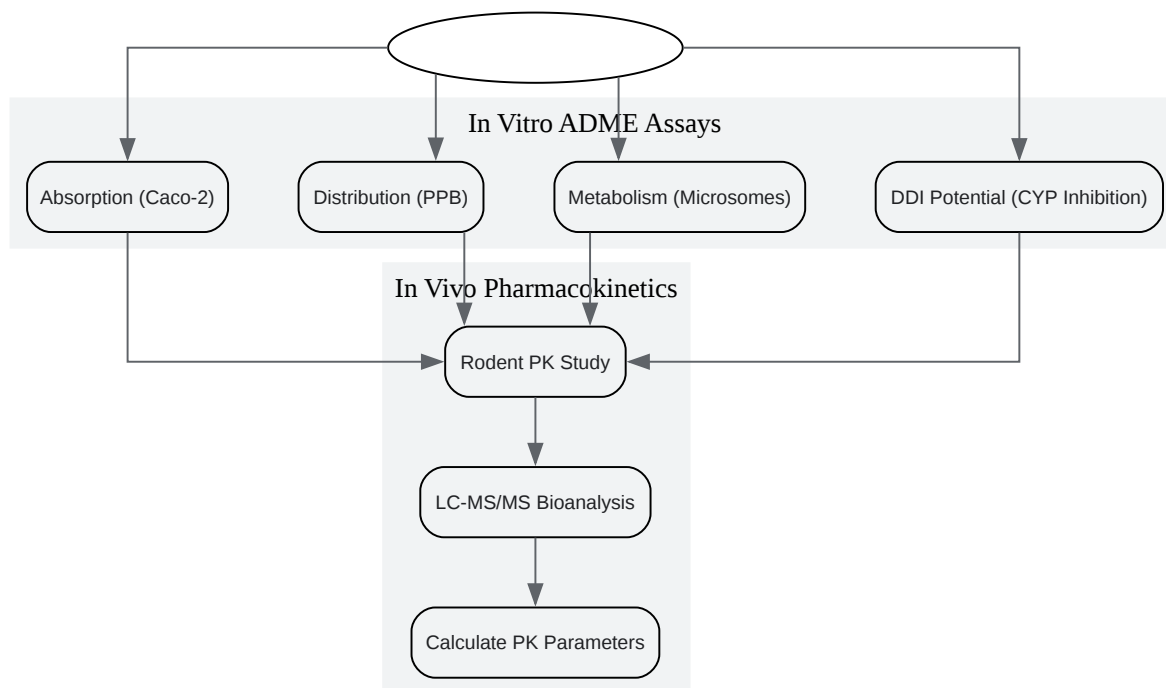 In Vitro ADME Assays
Absorption (Caco-2)
Distribution (PPB)
Metabolism (Microsomes)
DDI Potential (CYP Inhibition)
In Vivo Pharmacokinetics
Rodent PK Study
LC-MS/MS Bioanalysis
Calculate PK Parameters